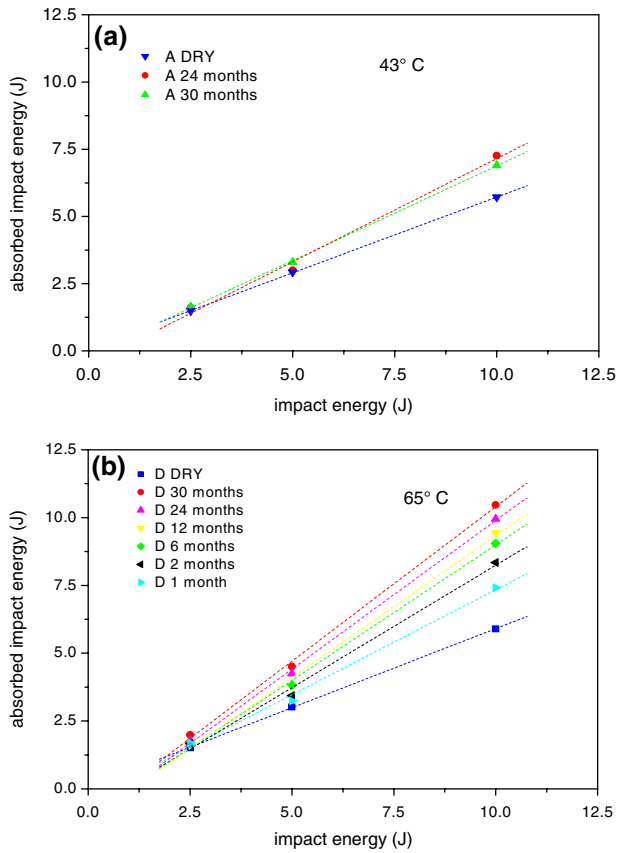 (a)
12.5
10.0
7.5
5.0
2.5
0.0
absorbed impact energy (J)
A DRY
A 24 months
A 30 months
43° C
0.0 2.5 5.0 7.5 10.0 12.5
impact energy (J)
(b)
12.5
10.0
7.5
5.0
2.5
0.0
absorbed impact energy (J)
D DRY
D 30 months
D 24 months
D 12 months
D 6 months
D 2 months
D 1 month
65° C
0.0 2.5 5.0 7.5 10.0 12.5
impact energy (J)